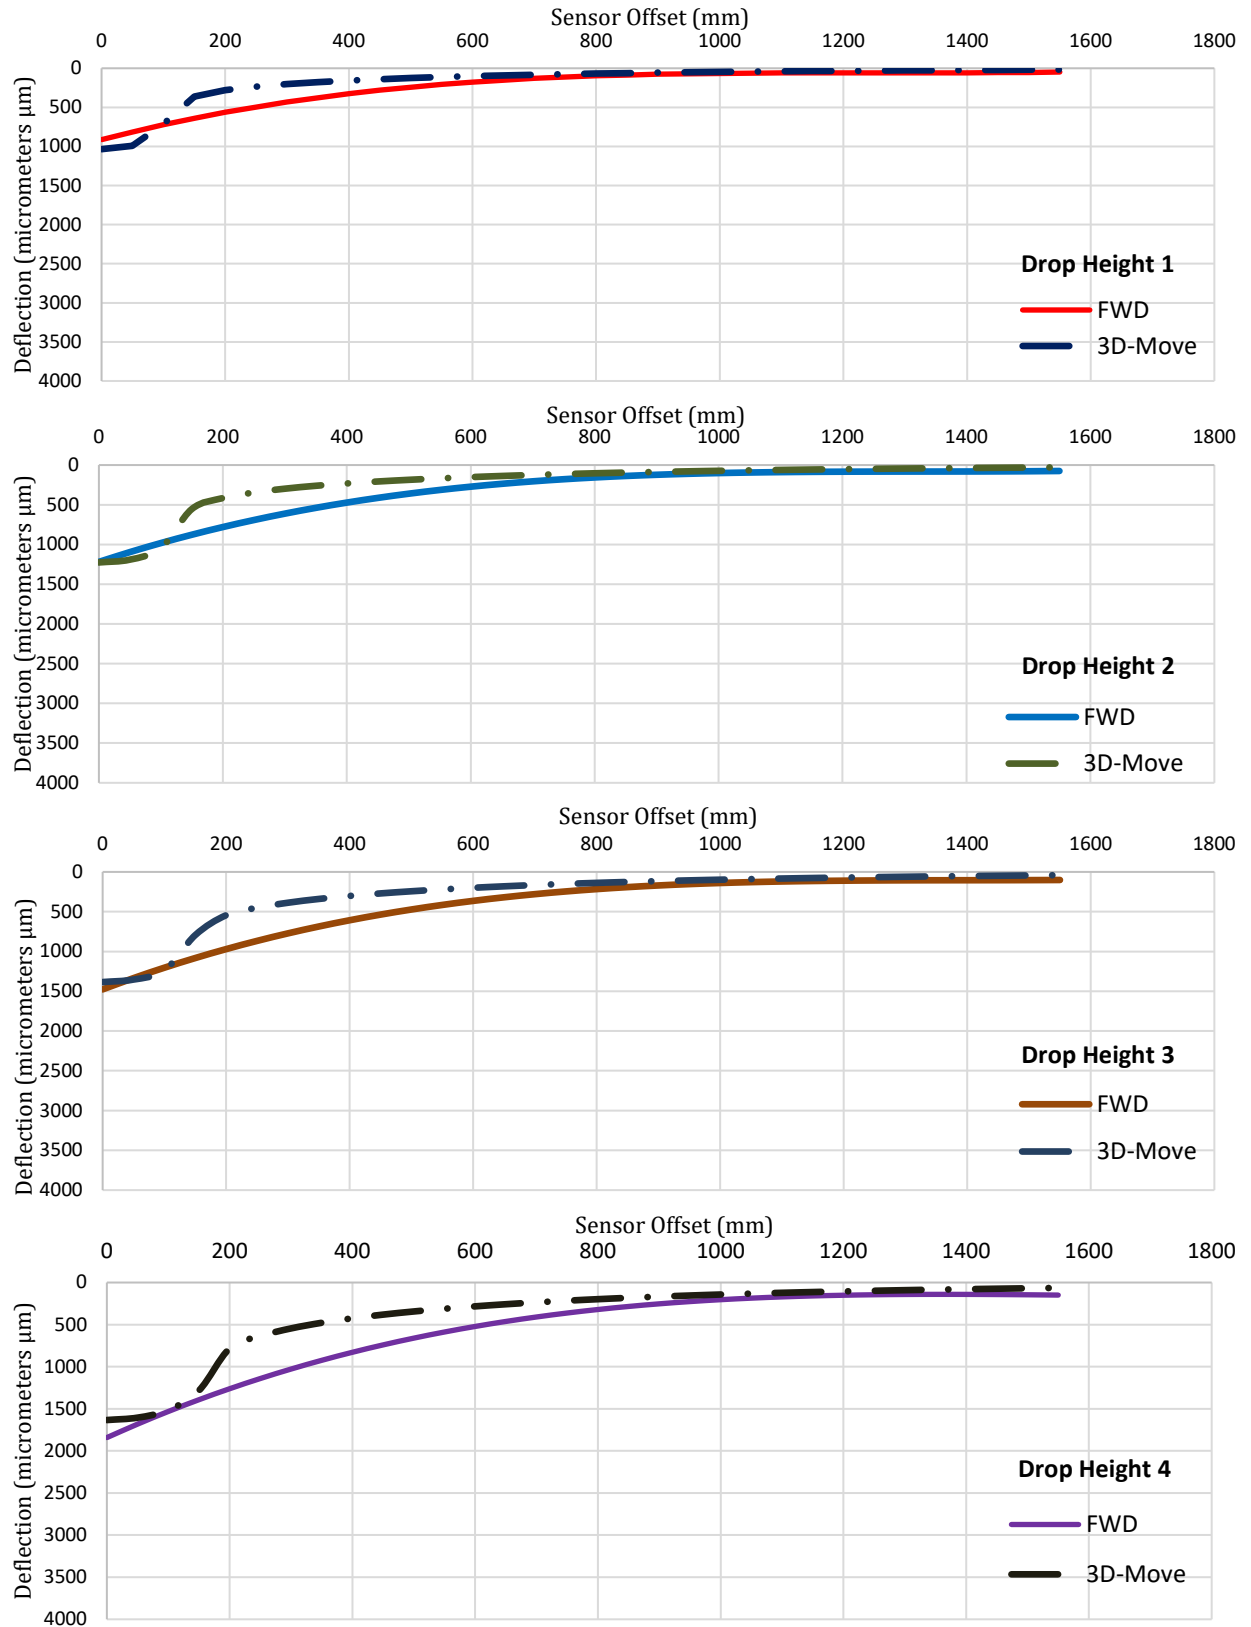 Sensor Offset (mm)
0 200 400 600 800 1000 1200 1400 1600 1800
Deflection (micrometers µm)
0
500
1000
1500
2000
2500
3000
3500
4000
Drop Height 1
FWD
3D-Move
Sensor Offset (mm)
0 200 400 600 800 1000 1200 1400 1600 1800
Deflection (micrometers µm)
0
500
1000
1500
2000
2500
3000
3500
4000
Drop Height 2
FWD
3D-Move
Sensor Offset (mm)
0 200 400 600 800 1000 1200 1400 1600 1800
Deflection (micrometers µm)
0
500
1000
1500
2000
2500
3000
3500
4000
Drop Height 3
FWD
3D-Move
Sensor Offset (mm)
0 200 400 600 800 1000 1200 1400 1600 1800
Deflection (micrometers µm)
0
500
1000
1500
2000
2500
3000
3500
4000
Drop Height 4
FWD
3D-Move